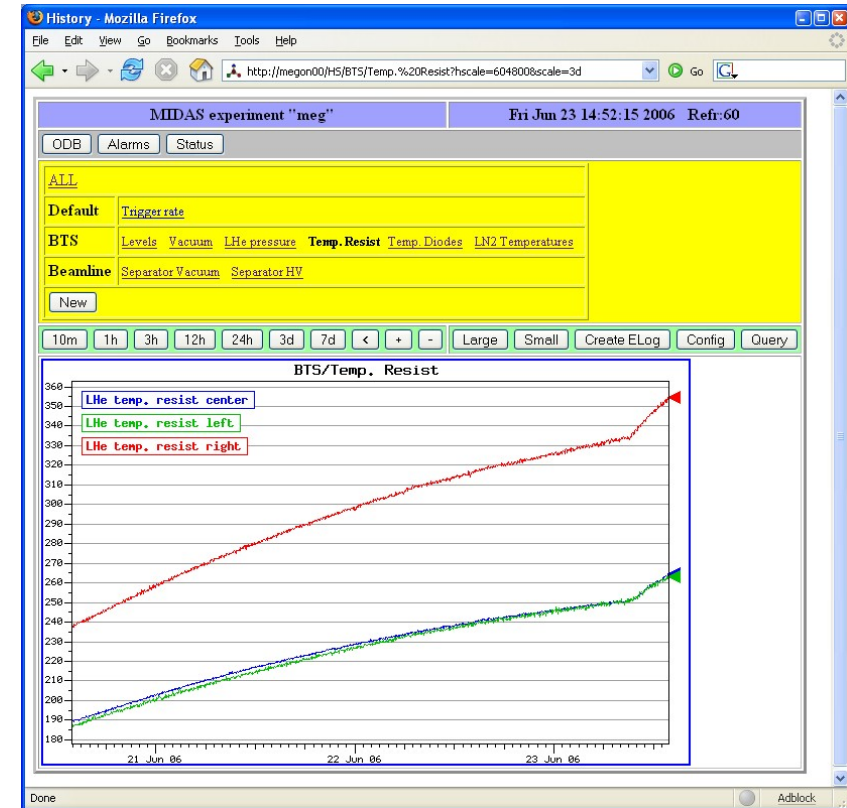 History - Mozilla Firefox
File Edit View Go Bookmarks Tools Help
http://megon00/HS/BTS/Temp.%20Resist?hscale=604800&scale=3d Go G
MIDAS experiment "meg" Fri Jun 23 14:52:15 2006 Refr:60
ODB Alarms Status
ALL
Default Trigger rate
BTS Levels Vacuum LHe pressure Temp. Resist Temp. Diodes LN2 Temperatures
Beamline Separator Vacuum Separator HV
New
10m 1h 3h 12h 24h 3d 7d < + - Large Small Create ELog Config Query
BTS/Temp. Resist
360
350
340
330
320
310
300
290
280
270
260
250
240
230
220
210
200
190
180
LHe temp. resist center
LHe temp. resist left
LHe temp. resist right
21 Jun 06 22 Jun 06 23 Jun 06
Done Adblock